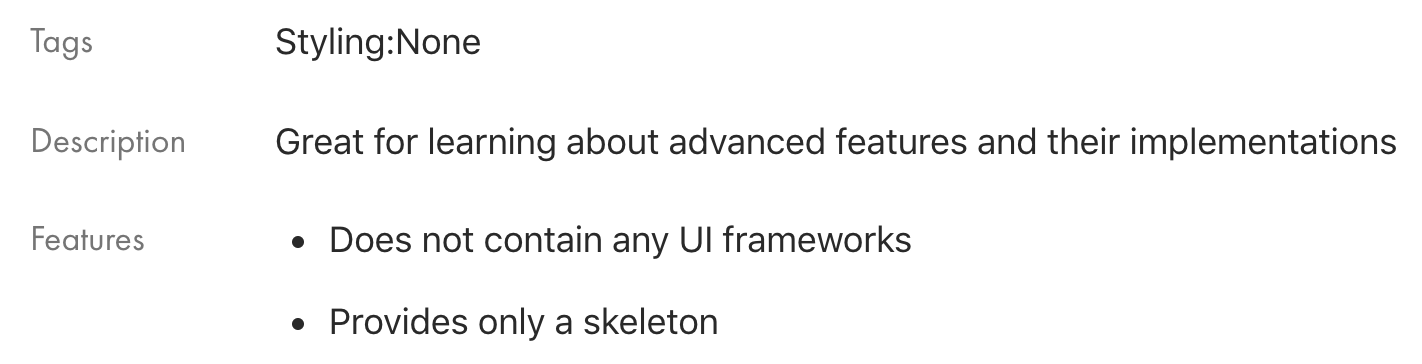 Tags Styling:None
Description Great for learning about advanced features and their implementations
Features • Does not contain any UI frameworks
• Provides only a skeleton